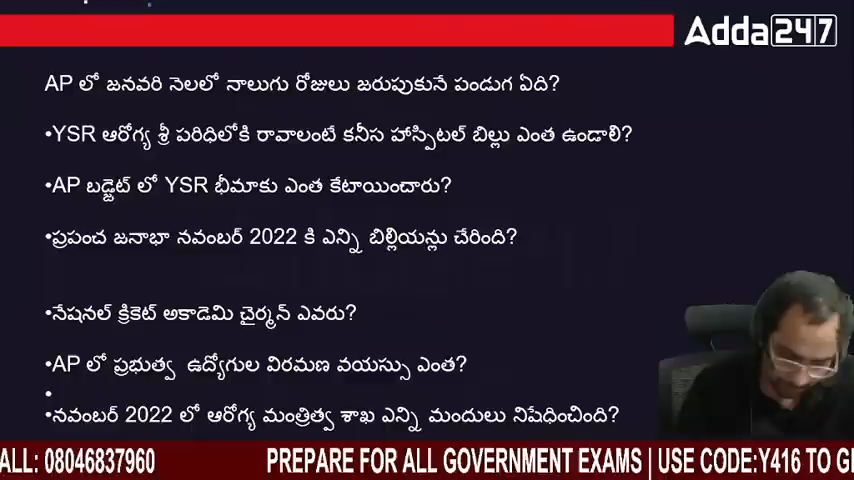 Adda247
AP లో జనవరి నెలలో నాలుగు రోజులు జరుపుకునే పండుగ ఏది?
•YSR ఆరోగ్య శ్రీ పరిధిలోకి రావాలంటే కనీస హాస్పిటల్ బిల్లు ఎంత ఉండాలి?
•AP బడ్జెట్ లో YSR భీమాకు ఎంత కేటాయించారు?
•ప్రపంచ జనాభా నవంబర్ 2022 కి ఎన్ని బిల్లియన్లు చేరింది?
•నేషనల్ క్రికెట్ అకాడెమి చైర్మన్ ఎవరు?
•AP లో ప్రభుత్వ ఉద్యోగుల విరమణ వయస్సు ఎంత?
•
•నవంబర్ 2022 లో ఆరోగ్య మంత్రిత్వ శాఖ ఎన్ని మందులు నిషేధించింది?
ALL: 08046837960 PREPARE FOR ALL GOVERNMENT EXAMS | USE CODE:Y416 TO